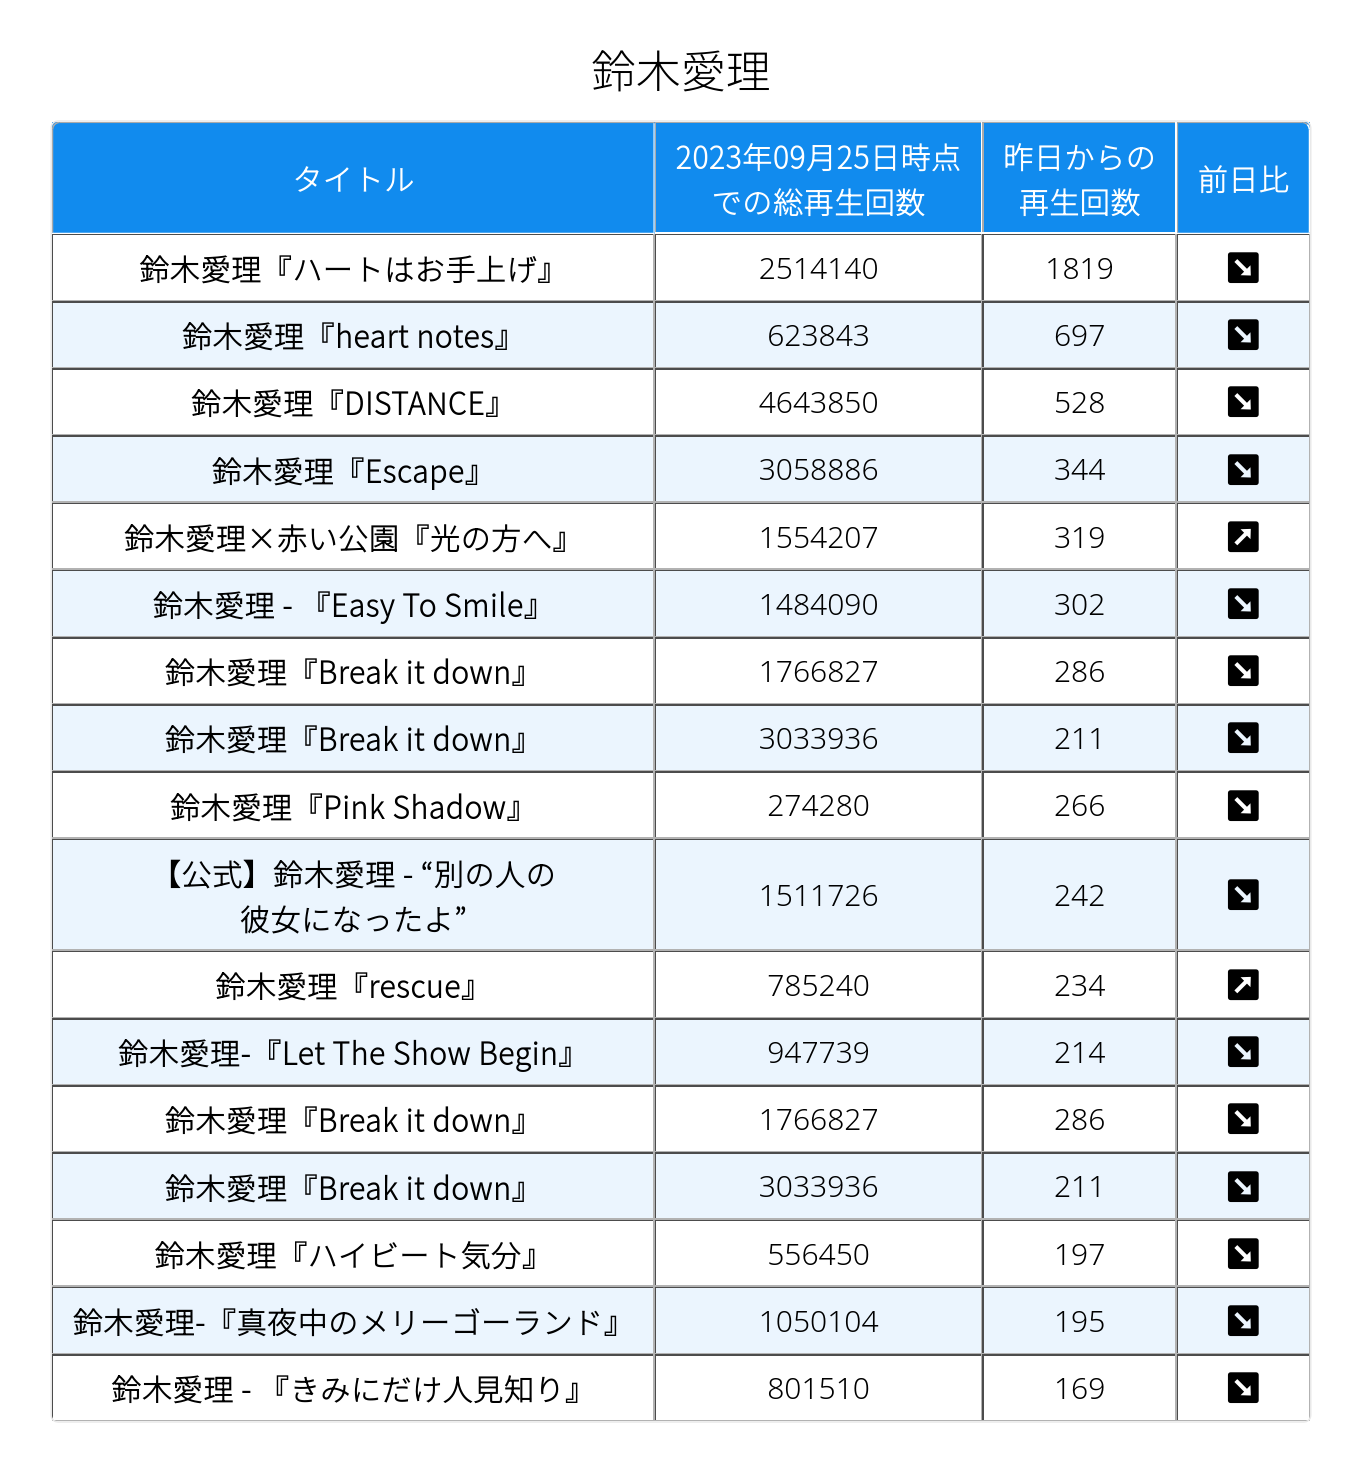 鈴木愛理
タイトル 2023年09月25日時点での総再生回数 昨日からの再生回数 前日比
鈴木愛理『ハートはお手上げ』 2514140 1819 ↘
鈴木愛理『heart notes』 623843 697 ↘
鈴木愛理『DISTANCE』 4643850 528 ↘
鈴木愛理『Escape』 3058886 344 ↘
鈴木愛理×赤い公園『光の方へ』 1554207 319 ↗
鈴木愛理 - 『Easy To Smile』 1484090 302 ↘
鈴木愛理『Break it down』 1766827 286 ↘
鈴木愛理『Break it down』 3033936 211 ↘
鈴木愛理『Pink Shadow』 274280 266 ↘
【公式】鈴木愛理 - “別の人の彼女になったよ” 1511726 242 ↘
鈴木愛理『rescue』 785240 234 ↗
鈴木愛理-『Let The Show Begin』 947739 214 ↘
鈴木愛理『Break it down』 1766827 286 ↘
鈴木愛理『Break it down』 3033936 211 ↘
鈴木愛理『ハイビート気分』 556450 197 ↘
鈴木愛理-『真夜中のメリーゴーランド』 1050104 195 ↘
鈴木愛理 - 『きみにだけ人見知り』 801510 169 ↘